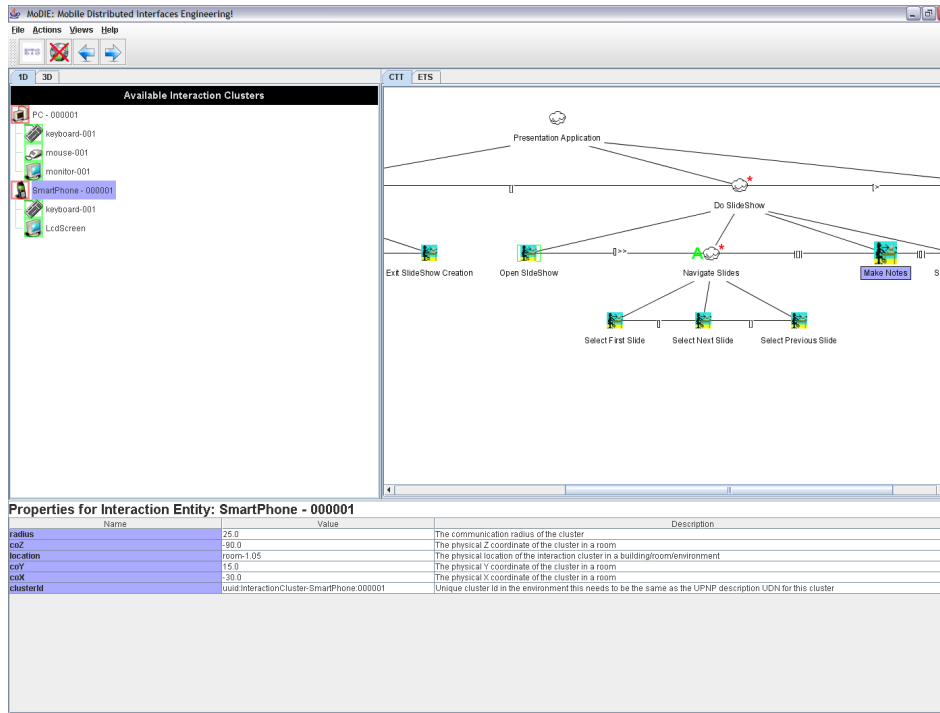 MoDIE: Mobile Distributed Interfaces Engineering!
File Actions Views Help
ETS
1D 3D
CTT ETS
Available Interaction Clusters
PC - 000001
keyboard-001
mouse-001
monitor-001
SmartPhone - 000001
keyboard-001
LcdScreen
Presentation Application
[] * |>
Do SlideShow
[]>> A * |[]| |[]|
Exit SlideShow Creation Open SldeShow Navigate Slides Make Notes S
[] []
Select First Slide Select Next Slide Select Previous Slide
Properties for Interaction Entity: SmartPhone - 000001
Name Value Description
radius 25.0 The communication radius of the cluster
coZ -90.0 The physical Z coordinate of the cluster in a room
location room-1.05 The physical location of the interaction cluster in a building/room/environment
coY 15.0 The physical Y coordinate of the cluster in a room
coX -30.0 The physical X coordinate of the cluster in a room
clusterId uuid:InteractionCluster-SmartPhone:000001 Unique cluster Id in the environment this needs to be the same as the UPNP description UDN for this cluster